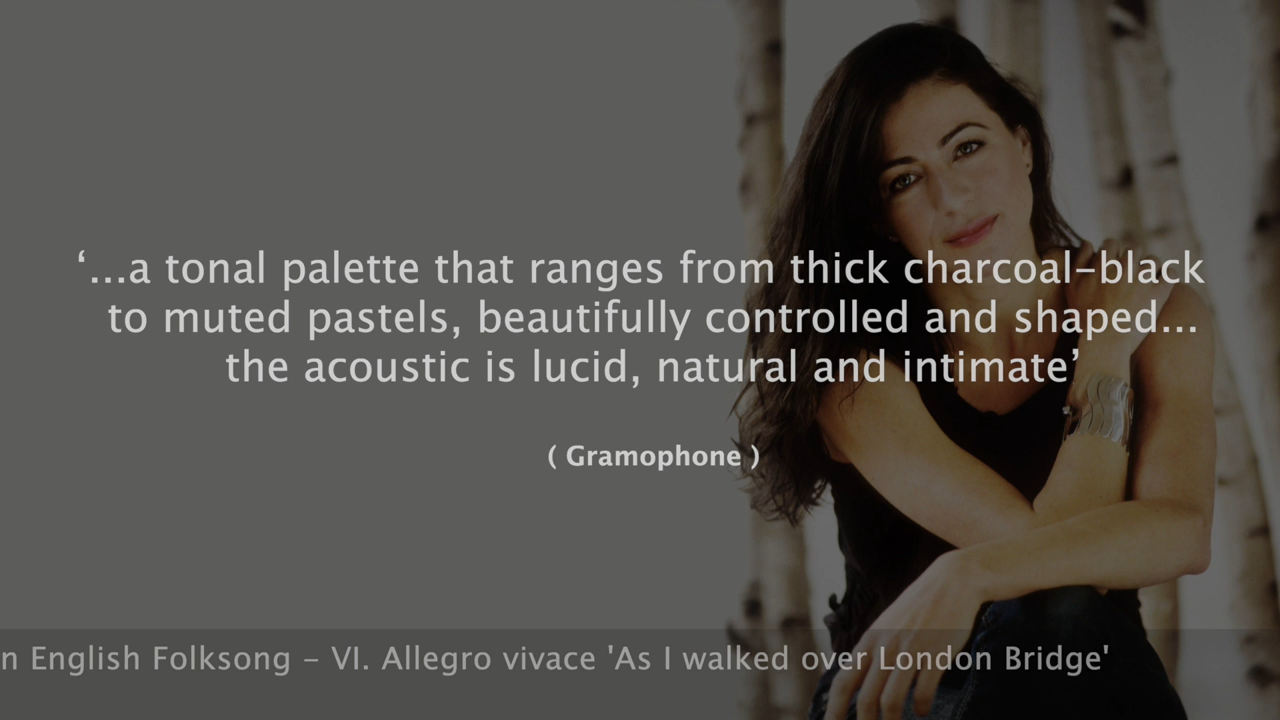 ‘...a tonal palette that ranges from thick charcoal-black
to muted pastels, beautifully controlled and shaped...
the acoustic is lucid, natural and intimate’
( Gramophone )
n English Folksong - VI. Allegro vivace 'As I walked over London Bridge'